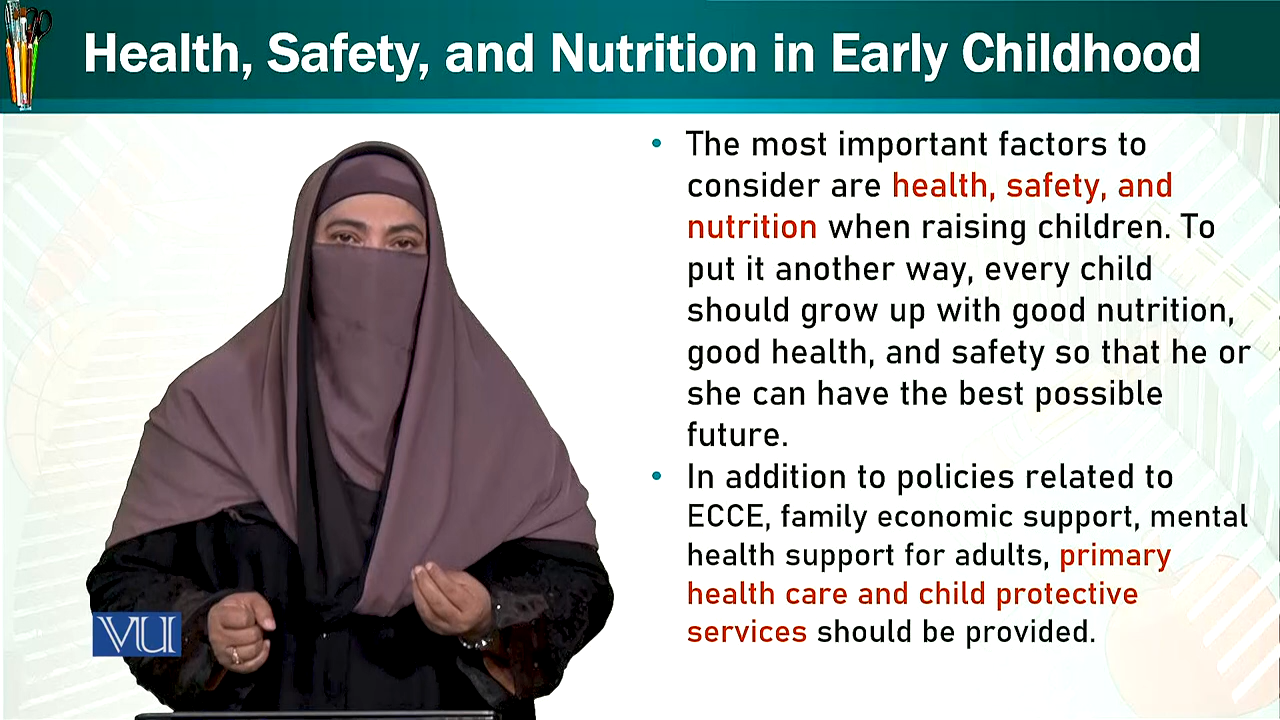 Health, Safety, and Nutrition in Early Childhood
• The most important factors to
consider are health, safety, and
nutrition when raising children. To
put it another way, every child
should grow up with good nutrition,
good health, and safety so that he or
she can have the best possible
future.
• In addition to policies related to
ECCE, family economic support, mental
health support for adults, primary
health care and child protective
services should be provided.
VU